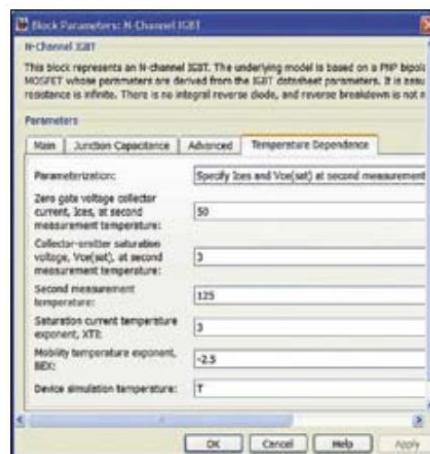 Block Parameters: N-Channel IGBT
N-Channel IGBT
This block represents an N-channel IGBT. The underlying model is based on a PNP bipola
MOSFET whose parameters are derived from the IGBT datasheet parameters. It is assu
resistance is infinite. There is no integral reverse diode, and reverse breakdown is not m
Parameters
Main Junction Capacitance Advanced Temperature Dependence
Parameterization: Specify Ices and Vce(sat) at second measurement
Zero gate voltage collector
current, Ices, at second 50
measurement temperature:
Collector-emitter saturation
voltage, Vce(sat), at second 3
measurement temperature:
Second measurement 125
temperature:
Saturation current temperature 3
exponent, XTI:
Mobility temperature exponent, -2.5
BEX:
Device simulation temperature: T
OK Cancel Help Apply